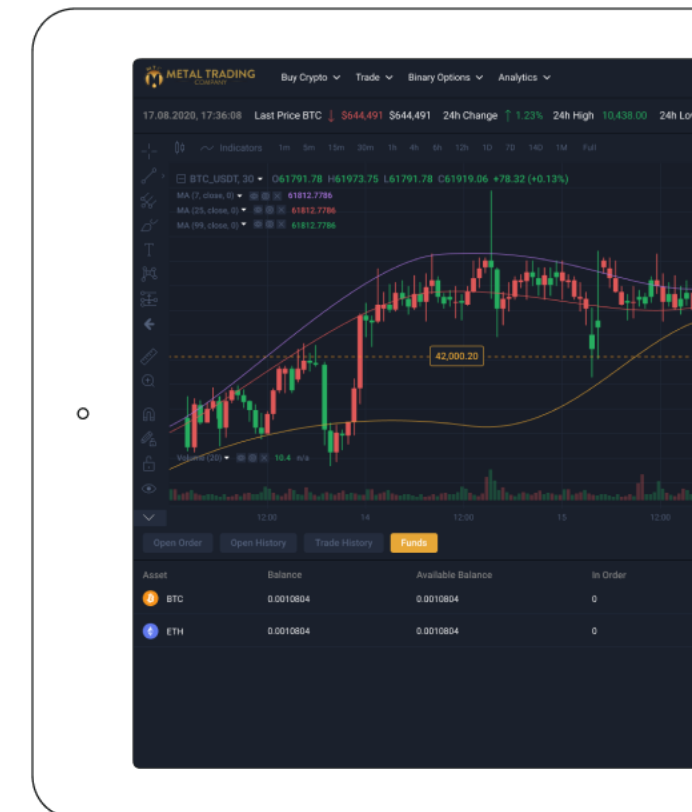 METAL TRADING
COMPANY
Buy Crypto Trade Binary Options Analytics
17.08.2020, 17:36:08 Last Price BTC ↓ $644,491 $644,491 24h Change ↑ 1.23% 24h High 10,438.00 24h Lo
Indicators 1m 5m 15m 30m 1h 4h 6h 12h 1D 7D 14D 1M Full
BTC_USDT, 30 O61791.78 H61973.75 L61791.78 C61919.06 +78.32 (+0.13%)
MA (7, close, 0) 61812.7786
MA (25, close, 0) 61812.7786
MA (99, close, 0) 61812.7786
42,000.20
Volume (20) 10.4 n/a
12:00 14 12:00 15 12:00
Open Order Open History Trade History Funds
Asset Balance Available Balance In Order
BTC 0.0010804 0.0010804 0
ETH 0.0010804 0.0010804 0